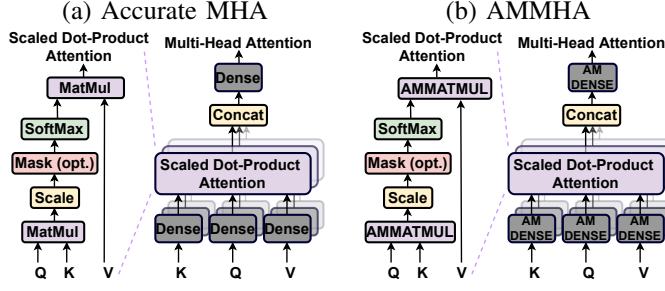 (a) Accurate MHA
Scaled Dot-Product
Attention
MatMul
SoftMax
Mask (opt.)
Scale
MatMul
Q K V
Multi-Head Attention
Dense
Concat
Scaled Dot-Product
Attention
Dense Dense Dense
K Q V
(b) AMMHA
Scaled Dot-Product
Attention
AMMATMUL
SoftMax
Mask (opt.)
Scale
AMMATMUL
Q K V
Multi-Head Attention
AM
DENSE
Concat
Scaled Dot-Product
Attention
AM AM AM
DENSE DENSE DENSE
K Q V